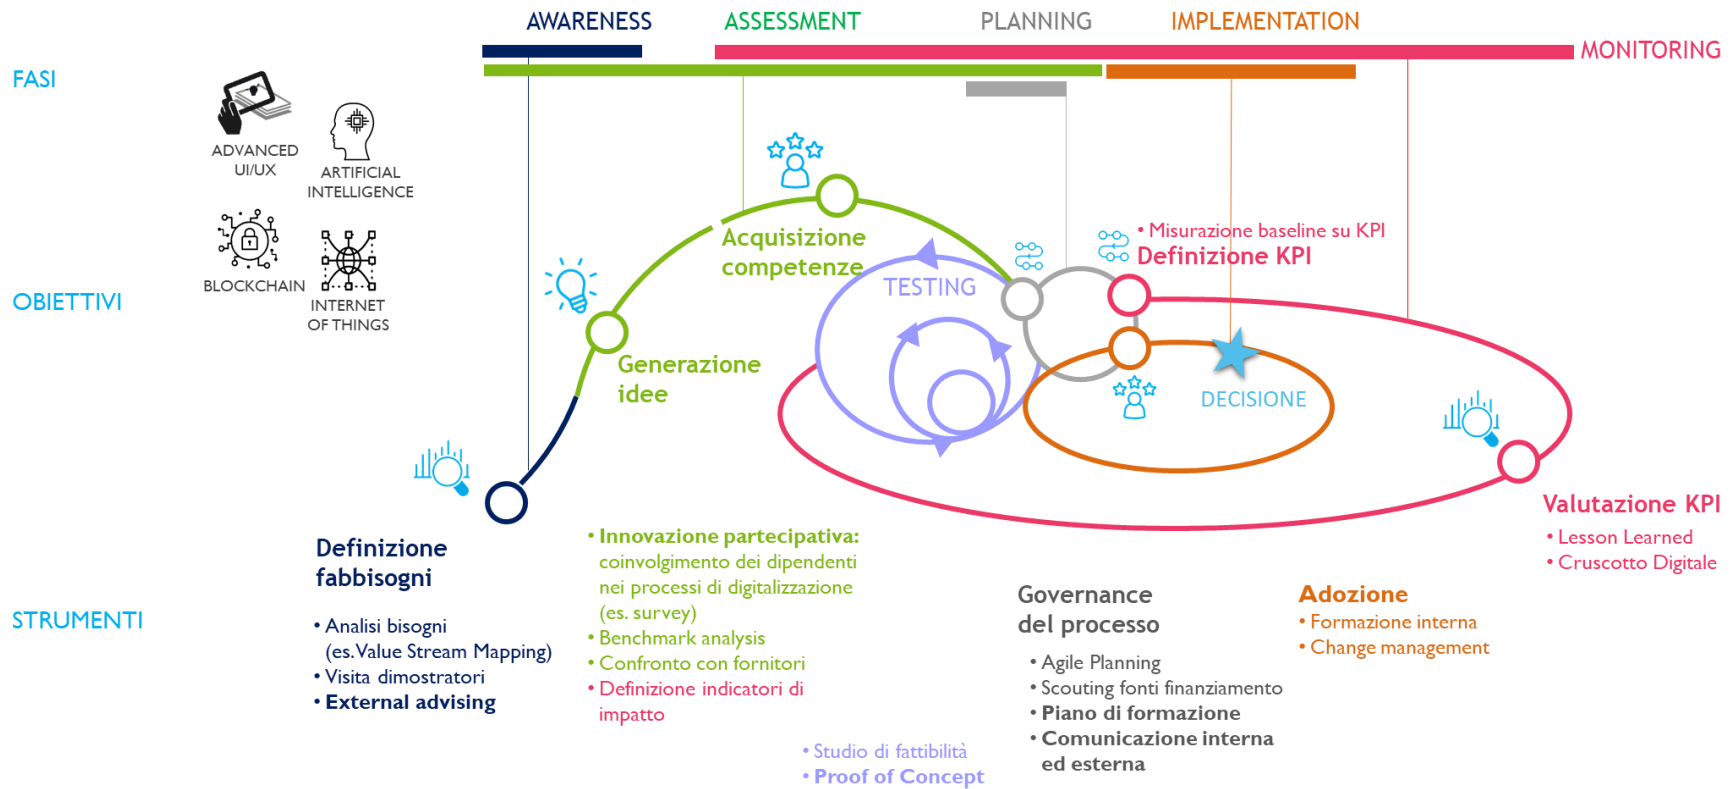 AWARENESS
ASSESSMENT
PLANNING
IMPLEMENTATION
MONITORING
FASI
ADVANCED
UI/UX
ARTIFICIAL
INTELLIGENCE
BLOCKCHAIN
INTERNET
OF THINGS
OBIETTIVI
Acquisizione
competenze
Generazione
idee
TESTING
• Misurazione baseline su KPI
Definizione KPI
DECISIONE
Valutazione KPI
• Lesson Learned
• Cruscotto Digitale
STRUMENTI
Definizione
fabbisogni
• Analisi bisogni
(es. Value Stream Mapping)
• Visita dimostratori
• External advising
• Innovazione partecipativa:
coinvolgimento dei dipendenti
nei processi di digitalizzazione
(es. survey)
• Benchmark analysis
• Confronto con fornitori
• Definizione indicatori di
impatto
• Studio di fattibilità
• Proof of Concept
Governance
del processo
• Agile Planning
• Scouting fonti finanziamento
• Piano di formazione
• Comunicazione interna
ed esterna
Adozione
• Formazione interna
• Change management